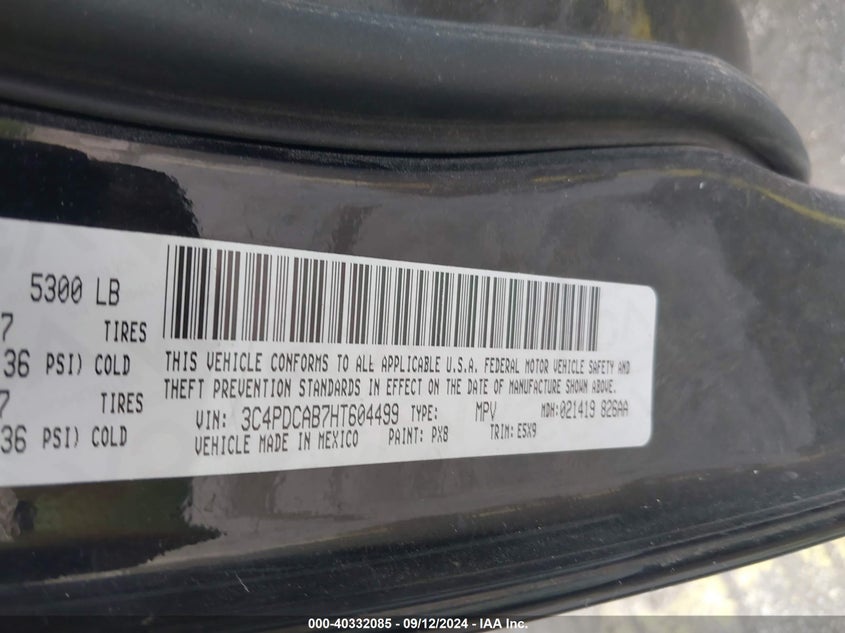 5300 LB
7 TIRES
36 PSI) COLD
7 TIRES
36 PSI) COLD
THIS VEHICLE CONFORMS TO ALL APPLICABLE U.S.A. FEDERAL MOTOR VEHICLE SAFETY AND
THEFT PREVENTION STANDARDS IN EFFECT ON THE DATE OF MANUFACTURE SHOWN ABOVE.
VIN: 3C4PDCAB7HT604499 TYPE: MPV MDH:021419 826AA
VEHICLE MADE IN MEXICO PAINT: PX8 TRIM: E5X9
000-40332085 - 09/12/2024 - IAA Inc.